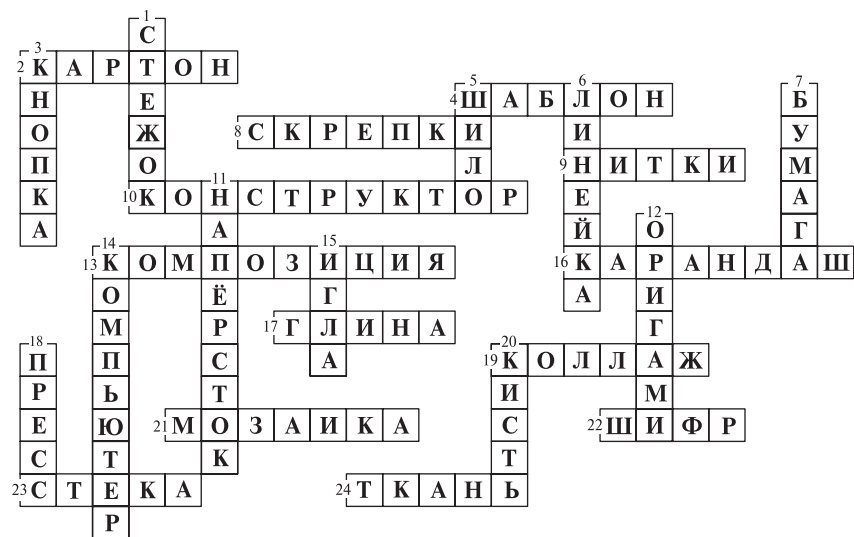 1
С
3
2 К А Р Т О Н
5 6 7
Н Е 4 Ш А Б Л О Н Б
О Ж 8 С К Р Е П К И И У
П О Л 9 Н И Т К И М
11
К 10 К О Н С Т Р У К Т О Р Е А
12
А А Й О Г
14 15
13 К О М П О З И Ц И Я 16 К А Р А Н Д А Ш
О Ё Г А И
М Р 17 Г Л И Н А Г
18 20
П П С А 19 К О Л Л А Ж
Р Ь Т И М
Е Ю 21 М О З А И К А С 22 Ш И Ф Р
С Т К Т
23 С Т Е К А 24 Т К А Н Ь
Р